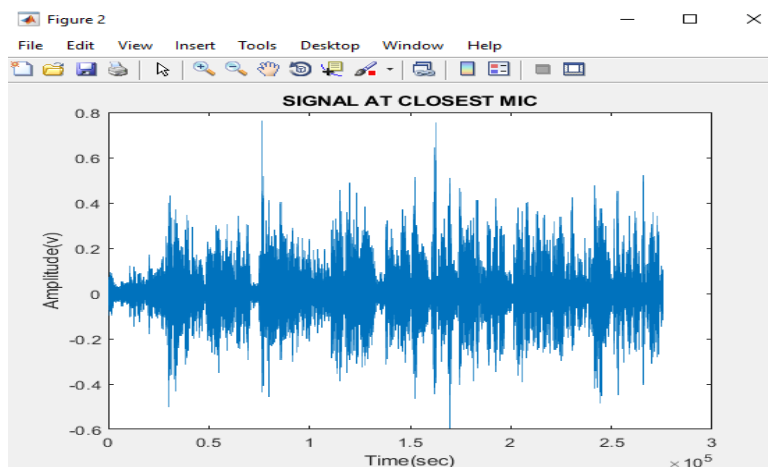 Figure 2
File Edit View Insert Tools Desktop Window Help
SIGNAL AT CLOSEST MIC
0.8
0.6
0.4
0.2
0
-0.2
-0.4
-0.6
Amplitude(v)
0 0.5 1 1.5 2 2.5 3
Time(sec)
× 10^5